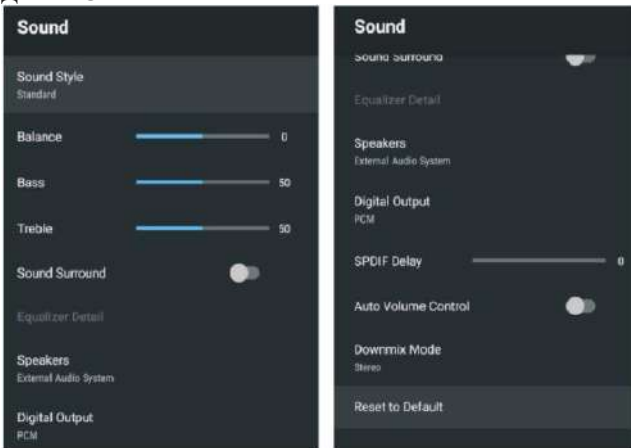 Sound
Sound Style
Standard
Balance 0
Bass 50
Treble 50
Sound Surround
Equalizer Detail
Speakers
External Audio System
Digital Output
PCM
Sound
Sound Surround
Equalizer Detail
Speakers
External Audio System
Digital Output
PCM
SPDIF Delay 0
Auto Volume Control
Downmix Mode
Stereo
Reset to Default